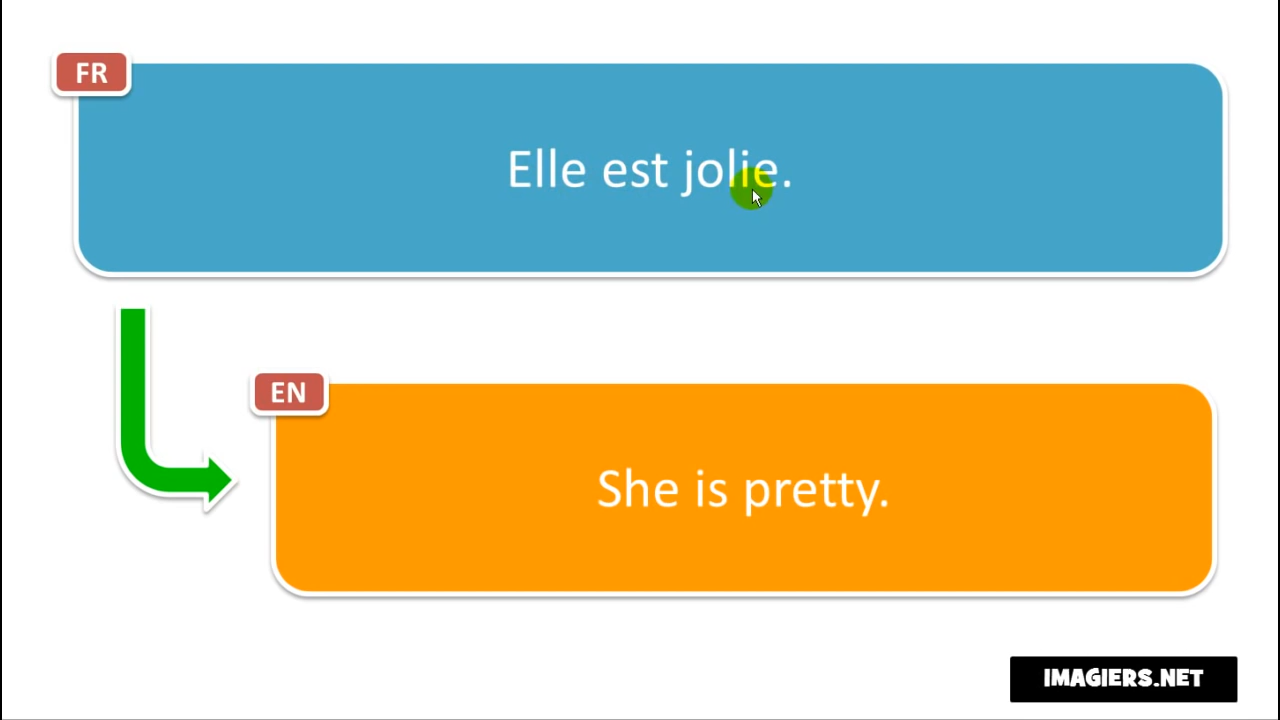 FR
Elle est jolie.
EN
She is pretty.
IMAGIERS.NET